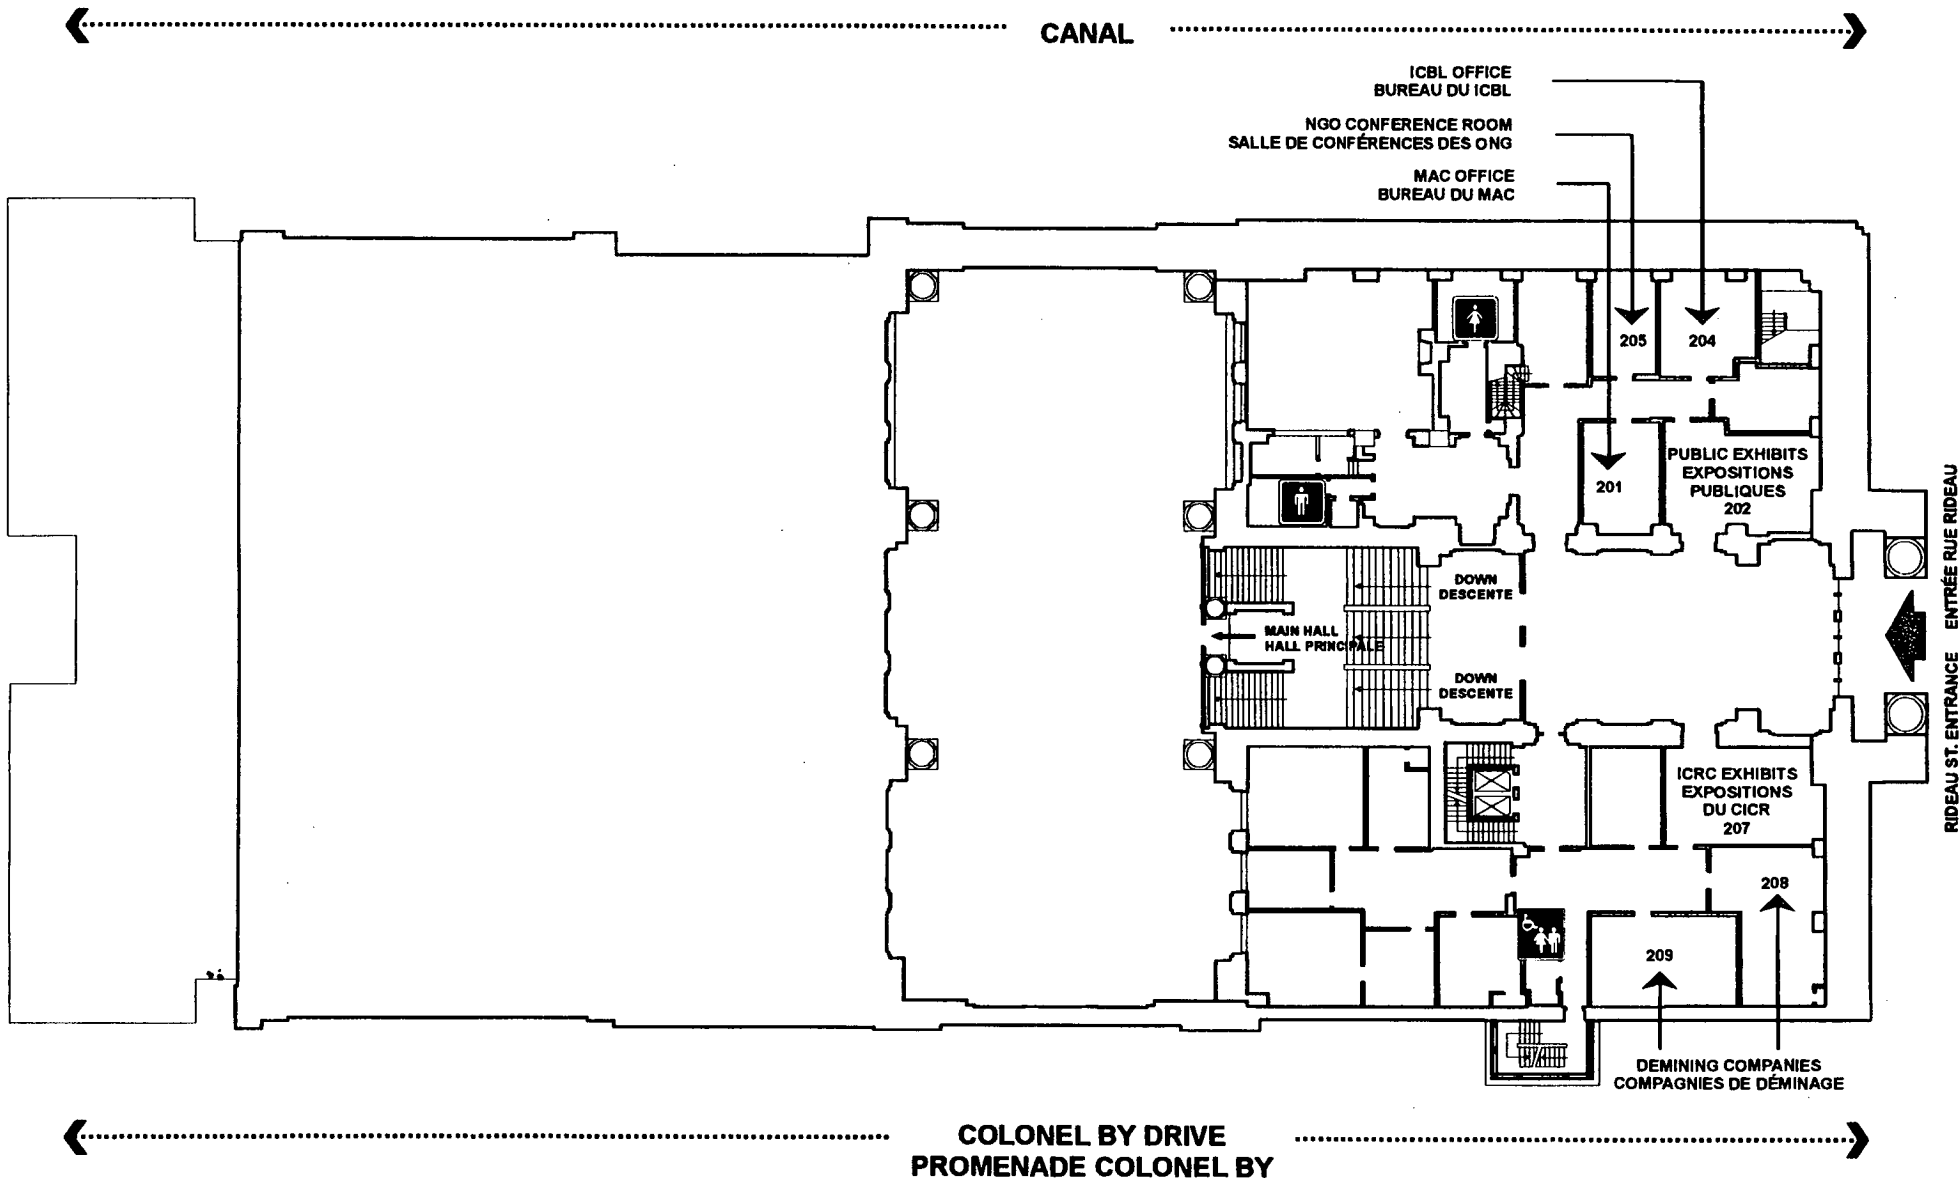 CANAL
ICBL OFFICE
BUREAU DU ICBL
NGO CONFERENCE ROOM
SALLE DE CONFÉRENCES DES ONG
MAC OFFICE
BUREAU DU MAC
205
204
201
PUBLIC EXHIBITS
EXPOSITIONS
PUBLIQUES
202
DOWN
DESCENTE
MAIN HALL
HALL PRINCIPALE
DOWN
DESCENTE
RIDEAU ST. ENTRANCE ENTRÉE RUE RIDEAU
ICRC EXHIBITS
EXPOSITIONS
DU CICR
207
208
209
DEMINING COMPANIES
COMPAGNIES DE DÉMINAGE
COLONEL BY DRIVE
PROMENADE COLONEL BY